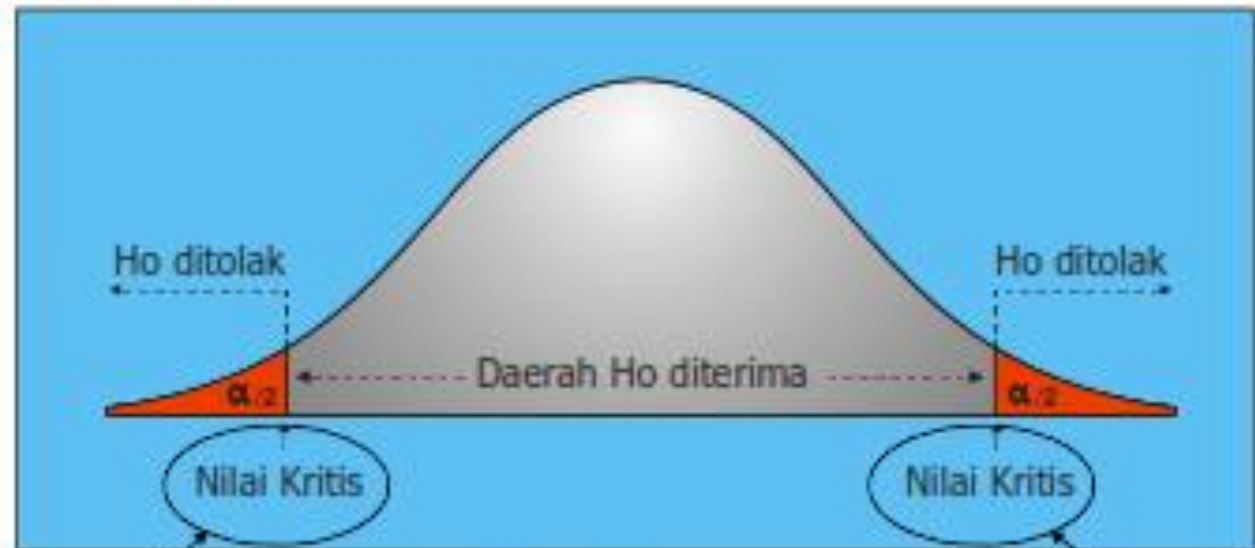 Ho ditolak
Ho ditolak
Daerah Ho diterima
α /2
α /2
Nilai Kritis
Nilai Kritis